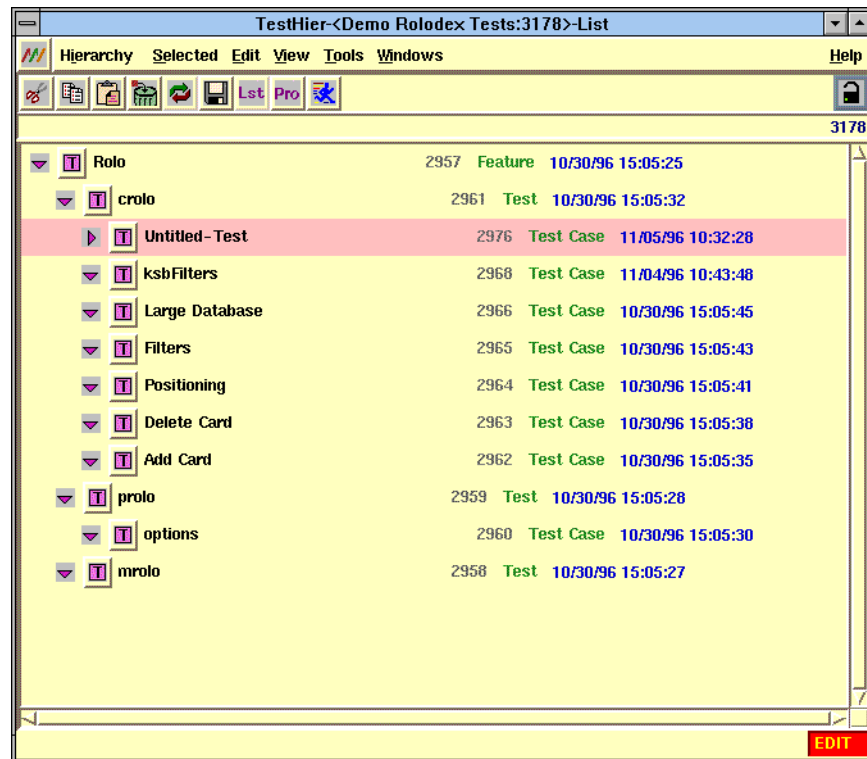 TestHier-<Demo Rolodex Tests:3178>-List
Hierarchy Selected Edit View Tools Windows Help
Lst Pro
3178
T Rolo 2957 Feature 10/30/96 15:05:25
T crolo 2961 Test 10/30/96 15:05:32
T Untitled-Test 2976 Test Case 11/05/96 10:32:28
T ksbFilters 2968 Test Case 11/04/96 10:43:48
T Large Database 2966 Test Case 10/30/96 15:05:45
T Filters 2965 Test Case 10/30/96 15:05:43
T Positioning 2964 Test Case 10/30/96 15:05:41
T Delete Card 2963 Test Case 10/30/96 15:05:38
T Add Card 2962 Test Case 10/30/96 15:05:35
T prolo 2959 Test 10/30/96 15:05:28
T options 2960 Test Case 10/30/96 15:05:30
T mrolo 2958 Test 10/30/96 15:05:27
EDIT